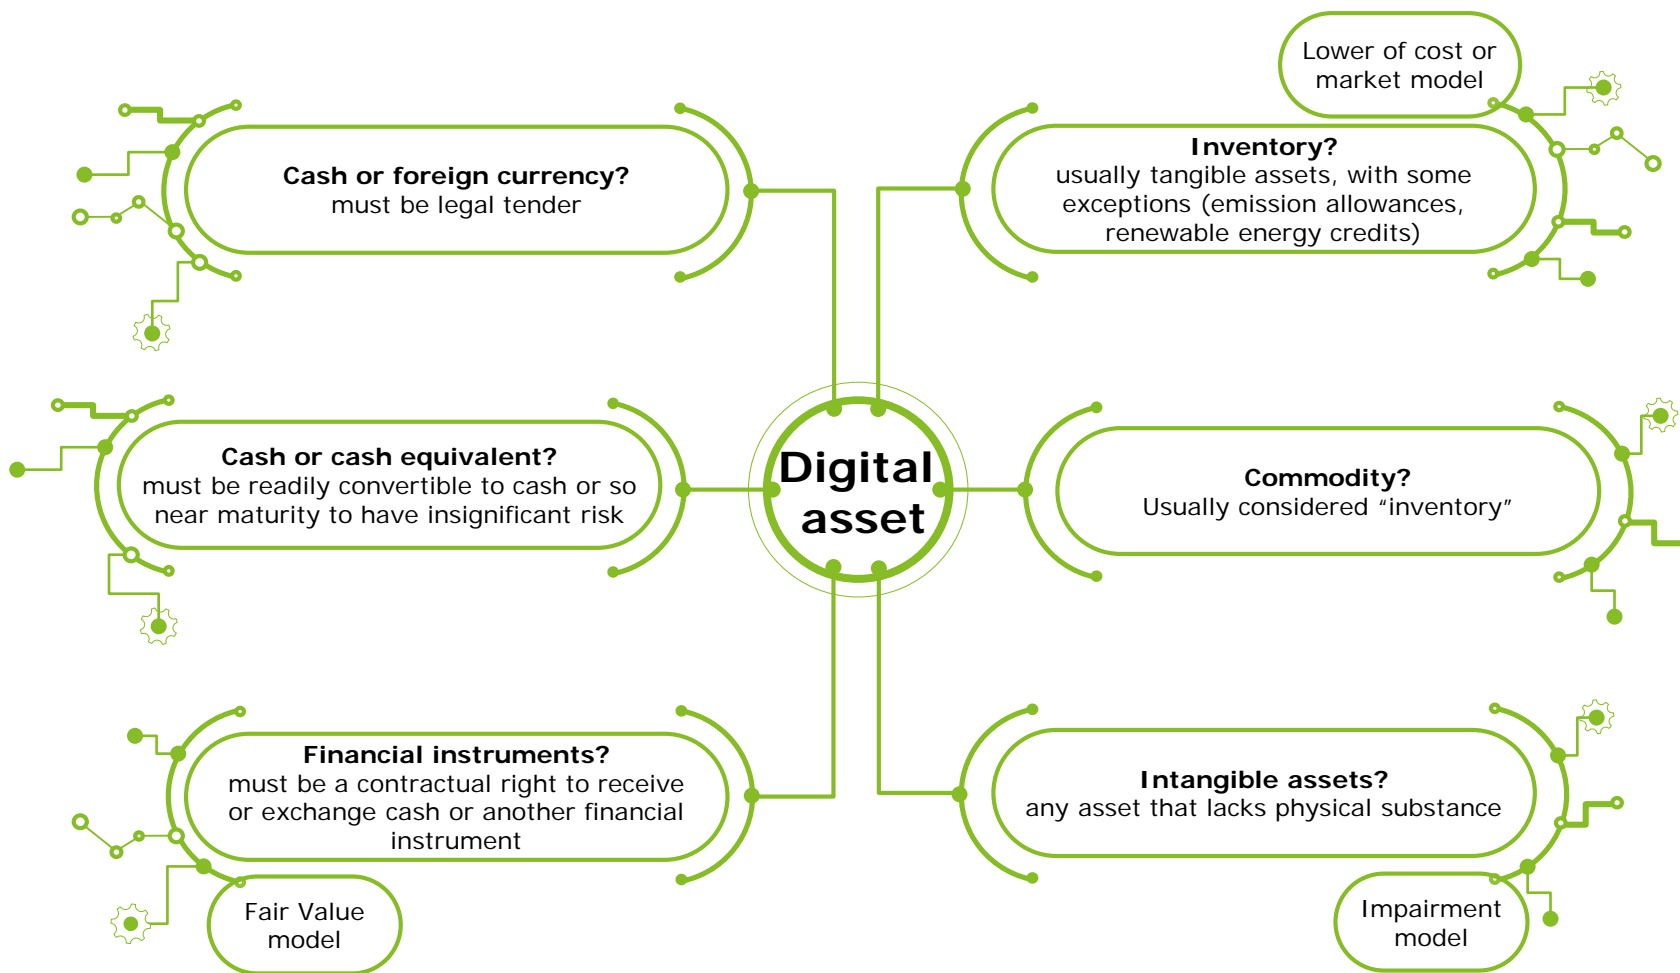 Lower of cost or
market model
Cash or foreign currency?
must be legal tender
Inventory?
usually tangible assets, with some
exceptions (emission allowances,
renewable energy credits)
Digital
asset
Cash or cash equivalent?
must be readily convertible to cash or so
near maturity to have insignificant risk
Commodity?
Usually considered “inventory”
Financial instruments?
must be a contractual right to receive
or exchange cash or another financial
instrument
Fair Value
model
Intangible assets?
any asset that lacks physical substance
Impairment
model